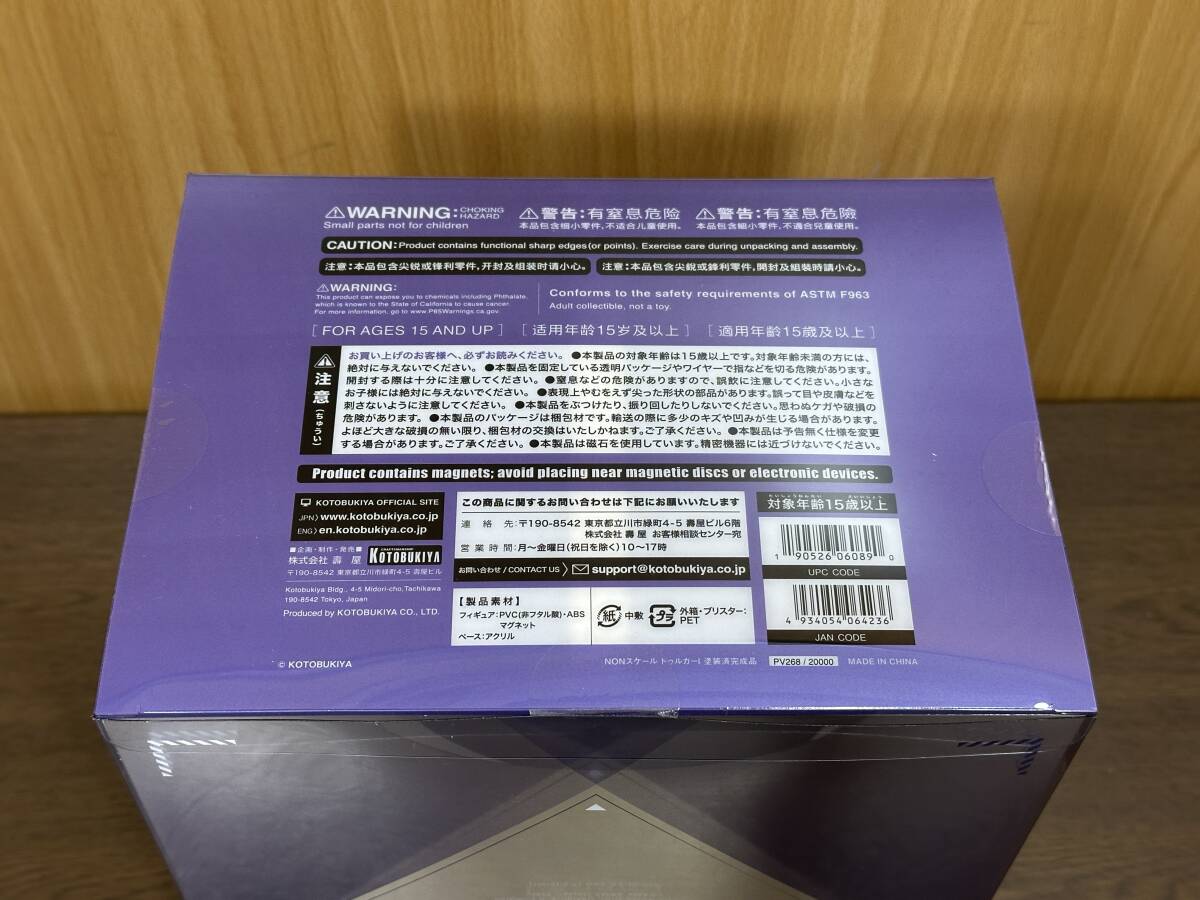 ⚠WARNING: CHOKING HAZARD
Small parts not for children
⚠警告:有窒息危险
本品包含细小零件,不适合儿童使用。
⚠警告:有窒息危險
本品包含細小零件,不適合兒童使用。
CAUTION: Product contains functional sharp edges(or points). Exercise care during unpacking and assembly.
注意:本品包含尖锐或锋利零件,开封及组装时请小心。
注意:本品包含尖銳或鋒利零件,開封及組裝時請小心。
⚠WARNING:
This product can expose you to chemicals including Phthalate,
which is known to the State of California to cause cancer.
For more information, go to www.P65Warnings.ca.gov.
Conforms to the safety requirements of ASTM F963
Adult collectible, not a toy.
[FOR AGES 15 AND UP] [适用年龄15岁及以上] [適用年齡15歲及以上]
注意(ちゅうい)
お買い上げのお客様へ、必ずお読みください。 ●本製品の対象年齢は15歳以上です。対象年齢未満の方には、
絶対に与えないでください。 ●本製品を固定している透明パッケージやワイヤーで指などを切る危険があります。
開封する際は十分に注意してください。 ●窒息などの危険がありますので、誤飲に注意してください。小さな
お子様には絶対に与えないでください。 ●表現上やむをえず尖った形状の部品があります。誤って目や皮膚などを
刺さないように注意してください。 ●本製品をぶつけたり、振り回したりしないでください。思わぬケガや破損の
危険があります。 ●本製品のパッケージは梱包材です。輸送の際に多少のキズや凹みが生じる場合があります。
よほど大きな破損の無い限り、梱包材の交換はいたしかねます。ご了承ください。 ●本製品は予告無く仕様を変更
する場合があります。ご了承ください。 ●本製品は磁石を使用しています。精密機器には近づけないでください。
Product contains magnets; avoid placing near magnetic discs or electronic devices.
KOTOBUKIYA OFFICIAL SITE
JPN〉www.kotobukiya.co.jp
ENG〉en.kotobukiya.co.jp
■企画・制作・発売■
株式会社 壽 屋
CRAFTSMANSHIP
KOTOBUKIYA
〒190-8542 東京都立川市緑町4-5 壽屋ビル
Kotobukiya Bldg., 4-5 Midori-cho,Tachikawa
190-8542 Tokyo, Japan
Produced by KOTOBUKIYA CO., LTD.
© KOTOBUKIYA
この商品に関するお問い合わせは下記にお願いいたします
連絡先:〒190-8542 東京都立川市緑町4-5 壽屋ビル6階
株式会社 壽 屋 お客様相談センター宛
営業時間:月〜金曜日(祝日を除く)10〜17時
お問い合わせ / CONTACT US 〉 support@kotobukiya.co.jp
【製品素材】
フィギュア:PVC(非フタル酸)・ABS
マグネット
ベース:アクリル
紙 中敷
プラ 外箱・ブリスター:
PET
たいしょうねんれい さいいじょう
対象年齢15歳以上
1 90526 06089 0
UPC CODE
4 934054 064236
JAN CODE
NONスケール トゥルカーI 塗装済完成品
PV268 / 20000
MADE IN CHINA